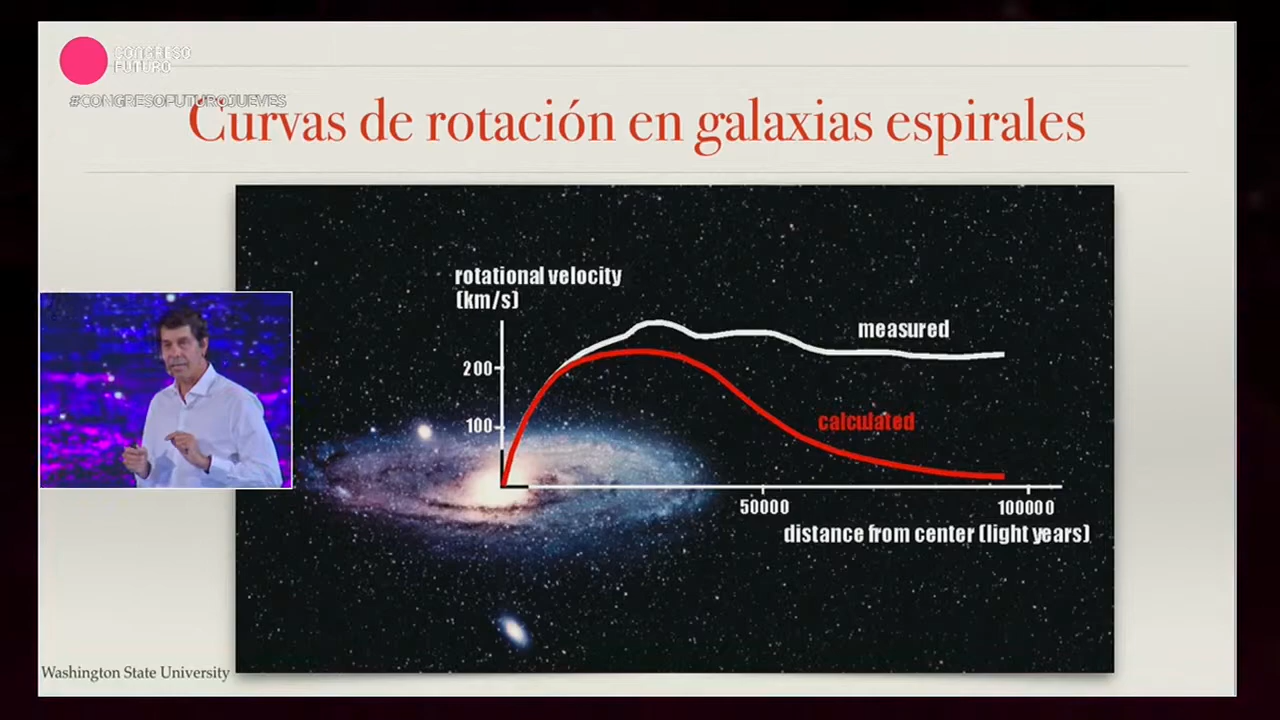 CONGRESO
FUTURO
#CONGRESOFUTUROJUEVES
Curvas de rotación en galaxias espirales
rotational velocity
(km/s)
measured
200
calculated
100
50000
100000
distance from center (light years)
Washington State University